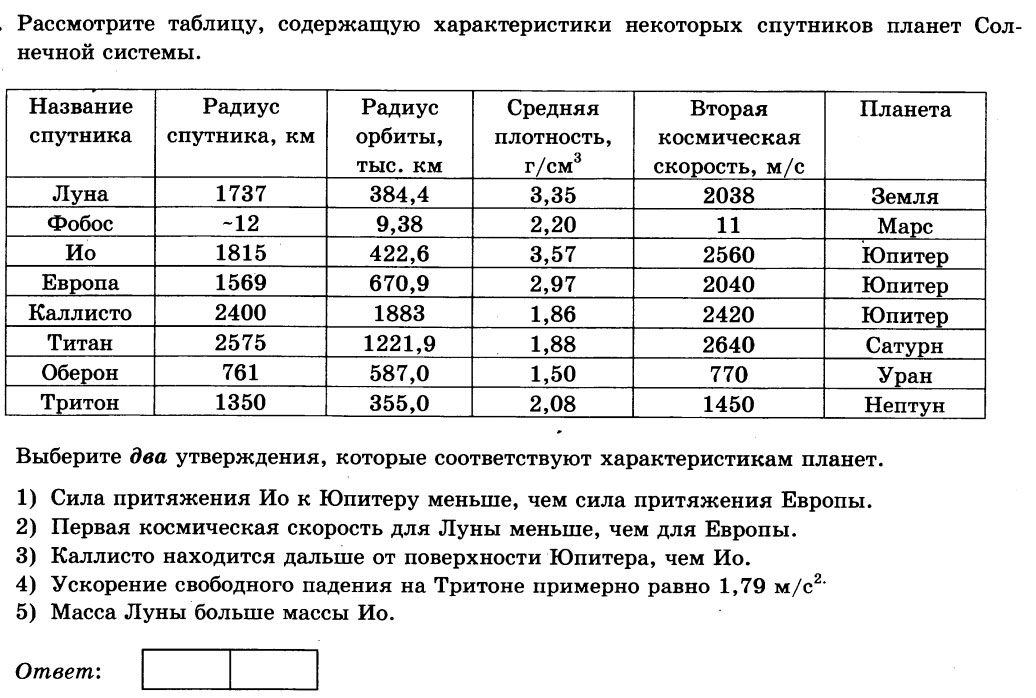 Рассмотрите таблицу, содержащую характеристики некоторых спутников планет Сол-
нечной системы.
Название спутника | Радиус спутника, км | Радиус орбиты, тыс. км | Средняя плотность, г/см³ | Вторая космическая скорость, м/с | Планета
Луна | 1737 | 384,4 | 3,35 | 2038 | Земля
Фобос | ~12 | 9,38 | 2,20 | 11 | Марс
Ио | 1815 | 422,6 | 3,57 | 2560 | Юпитер
Европа | 1569 | 670,9 | 2,97 | 2040 | Юпитер
Каллисто | 2400 | 1883 | 1,86 | 2420 | Юпитер
Титан | 2575 | 1221,9 | 1,88 | 2640 | Сатурн
Оберон | 761 | 587,0 | 1,50 | 770 | Уран
Тритон | 1350 | 355,0 | 2,08 | 1450 | Нептун
Выберите два утверждения, которые соответствуют характеристикам планет.
1) Сила притяжения Ио к Юпитеру меньше, чем сила притяжения Европы.
2) Первая космическая скорость для Луны меньше, чем для Европы.
3) Каллисто находится дальше от поверхности Юпитера, чем Ио.
4) Ускорение свободного падения на Тритоне примерно равно 1,79 м/с².
5) Масса Луны больше массы Ио.
Ответ: